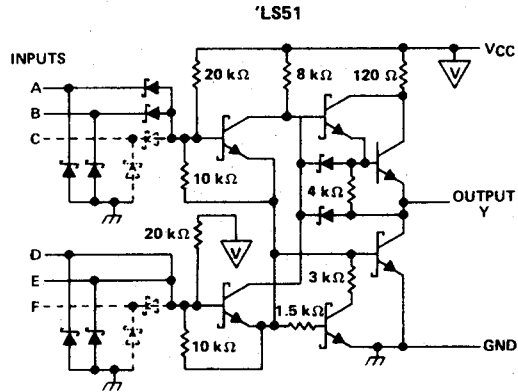 'LS51
INPUTS
A
B
C
20 kΩ
8 kΩ
120 Ω
VCC
V
10 kΩ
4 kΩ
OUTPUT
Y
20 kΩ
V
D
E
F
3 kΩ
1.5 kΩ
10 kΩ
GND